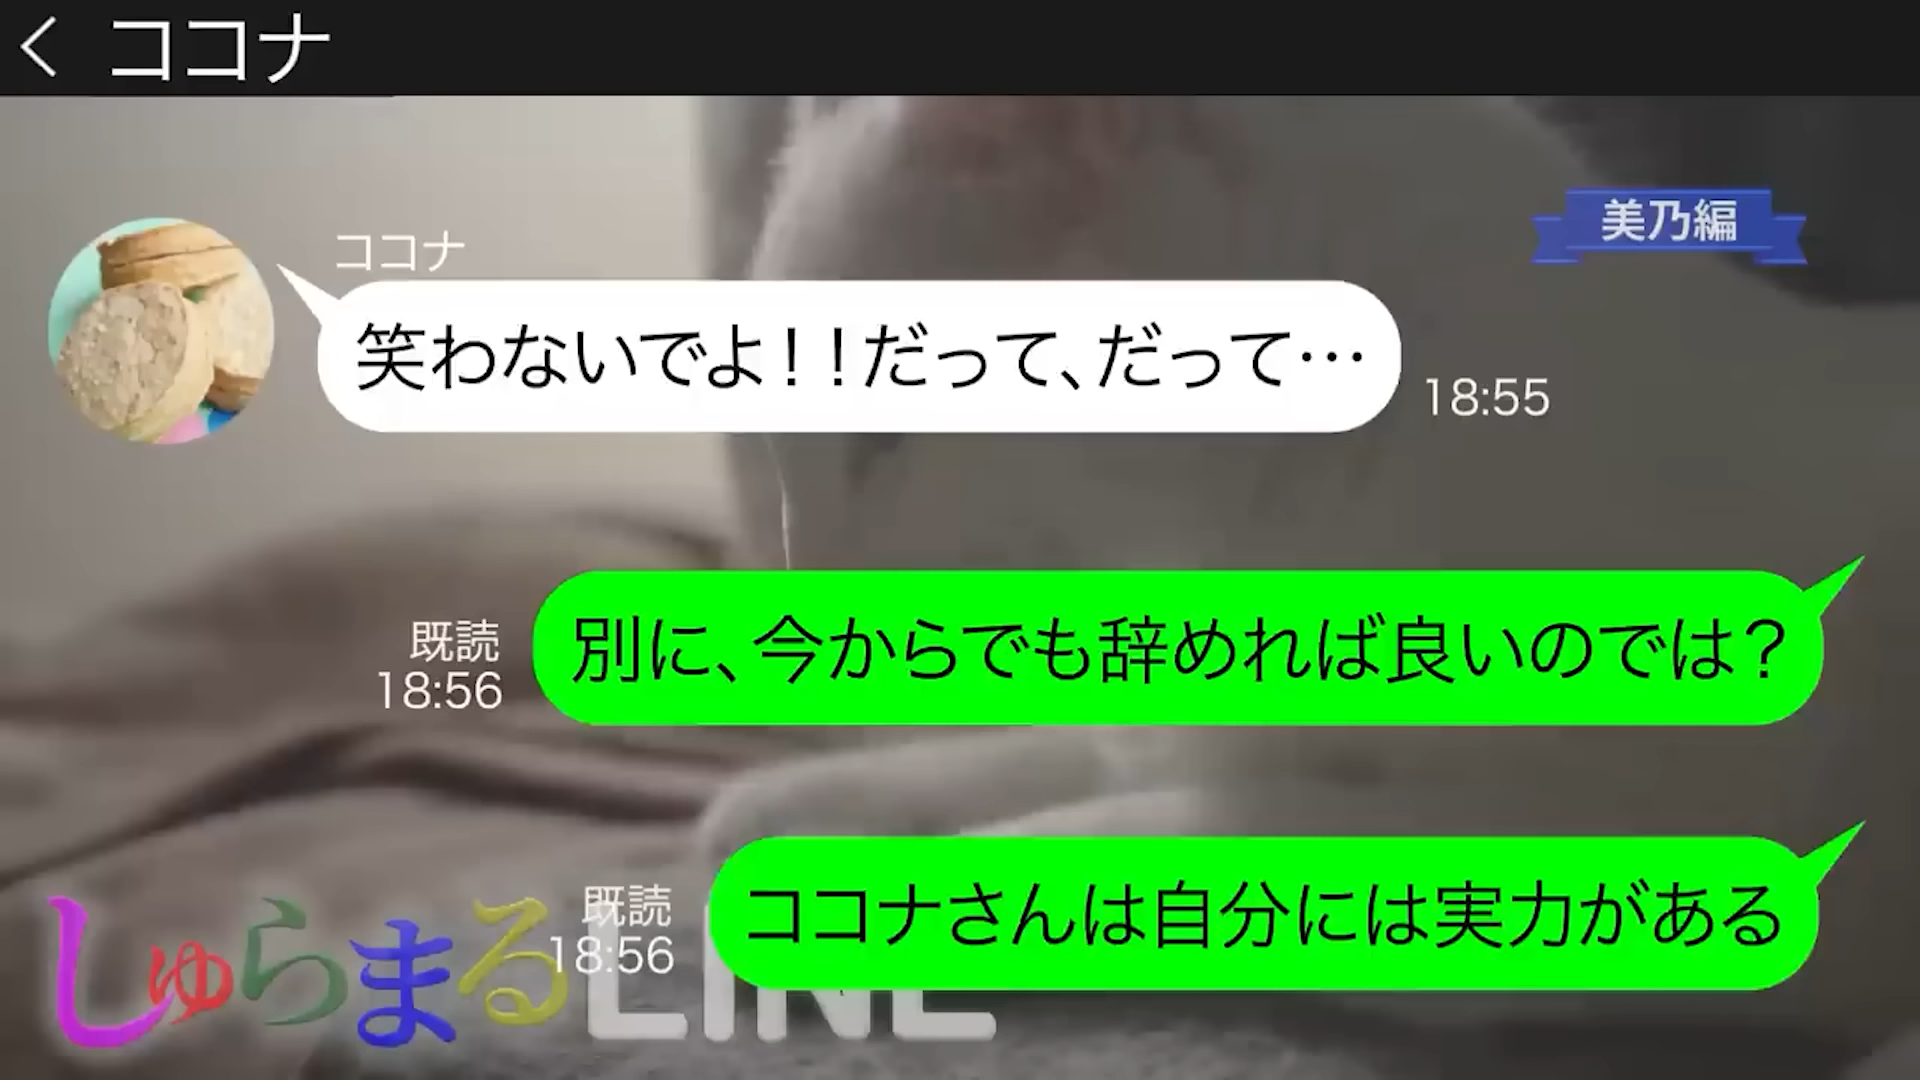 ココナ
美乃編
ココナ
笑わないでよ！！だって、だって…
18:55
別に、今からでも辞めれば良いのでは？
既読
18:56
ココナさんは自分には実力がある
既読
18:56
しゅらまるLINE